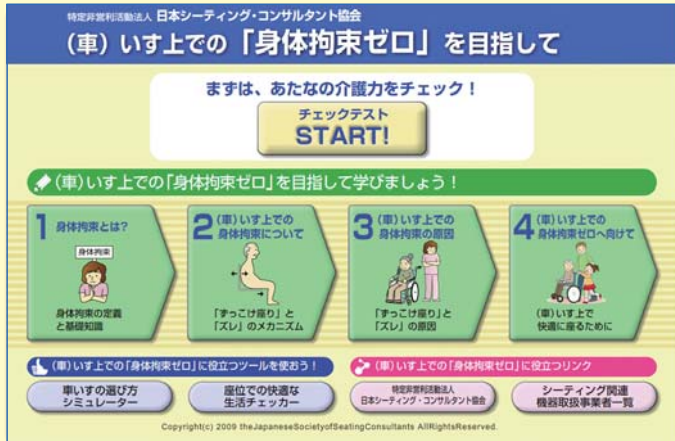 特定非営利活動法人 日本シーティング・コンサルタント協会
(車)いす上での「身体拘束ゼロ」を目指して
まずは、あたなの介護力をチェック!
チェックテスト
START!
(車)いす上での「身体拘束ゼロ」を目指して学びましょう!
1 身体拘束とは?
身体拘束
身体拘束の定義
と基礎知識
2 (車)いす上での
身体拘束について
「ずっこけ座り」と
「ズレ」のメカニズム
3 (車)いす上での
身体拘束の原因
「ずっこけ座り」と
「ズレ」の原因
4 (車)いす上での
身体拘束ゼロへ向けて
(車)いす上で
快適に座るために
(車)いす上での「身体拘束ゼロ」に役立つツールを使おう!
車いすの選び方
シミュレーター
座位での快適な
生活チェッカー
(車)いす上での「身体拘束ゼロ」に役立つリンク
特定非営利活動法人
日本シーティング・コンサルタント協会
シーティング関連
機器取扱事業者一覧
Copyright(c) 2009 theJapaneseSocietyofSeatingConsultants AllRightsReserved.